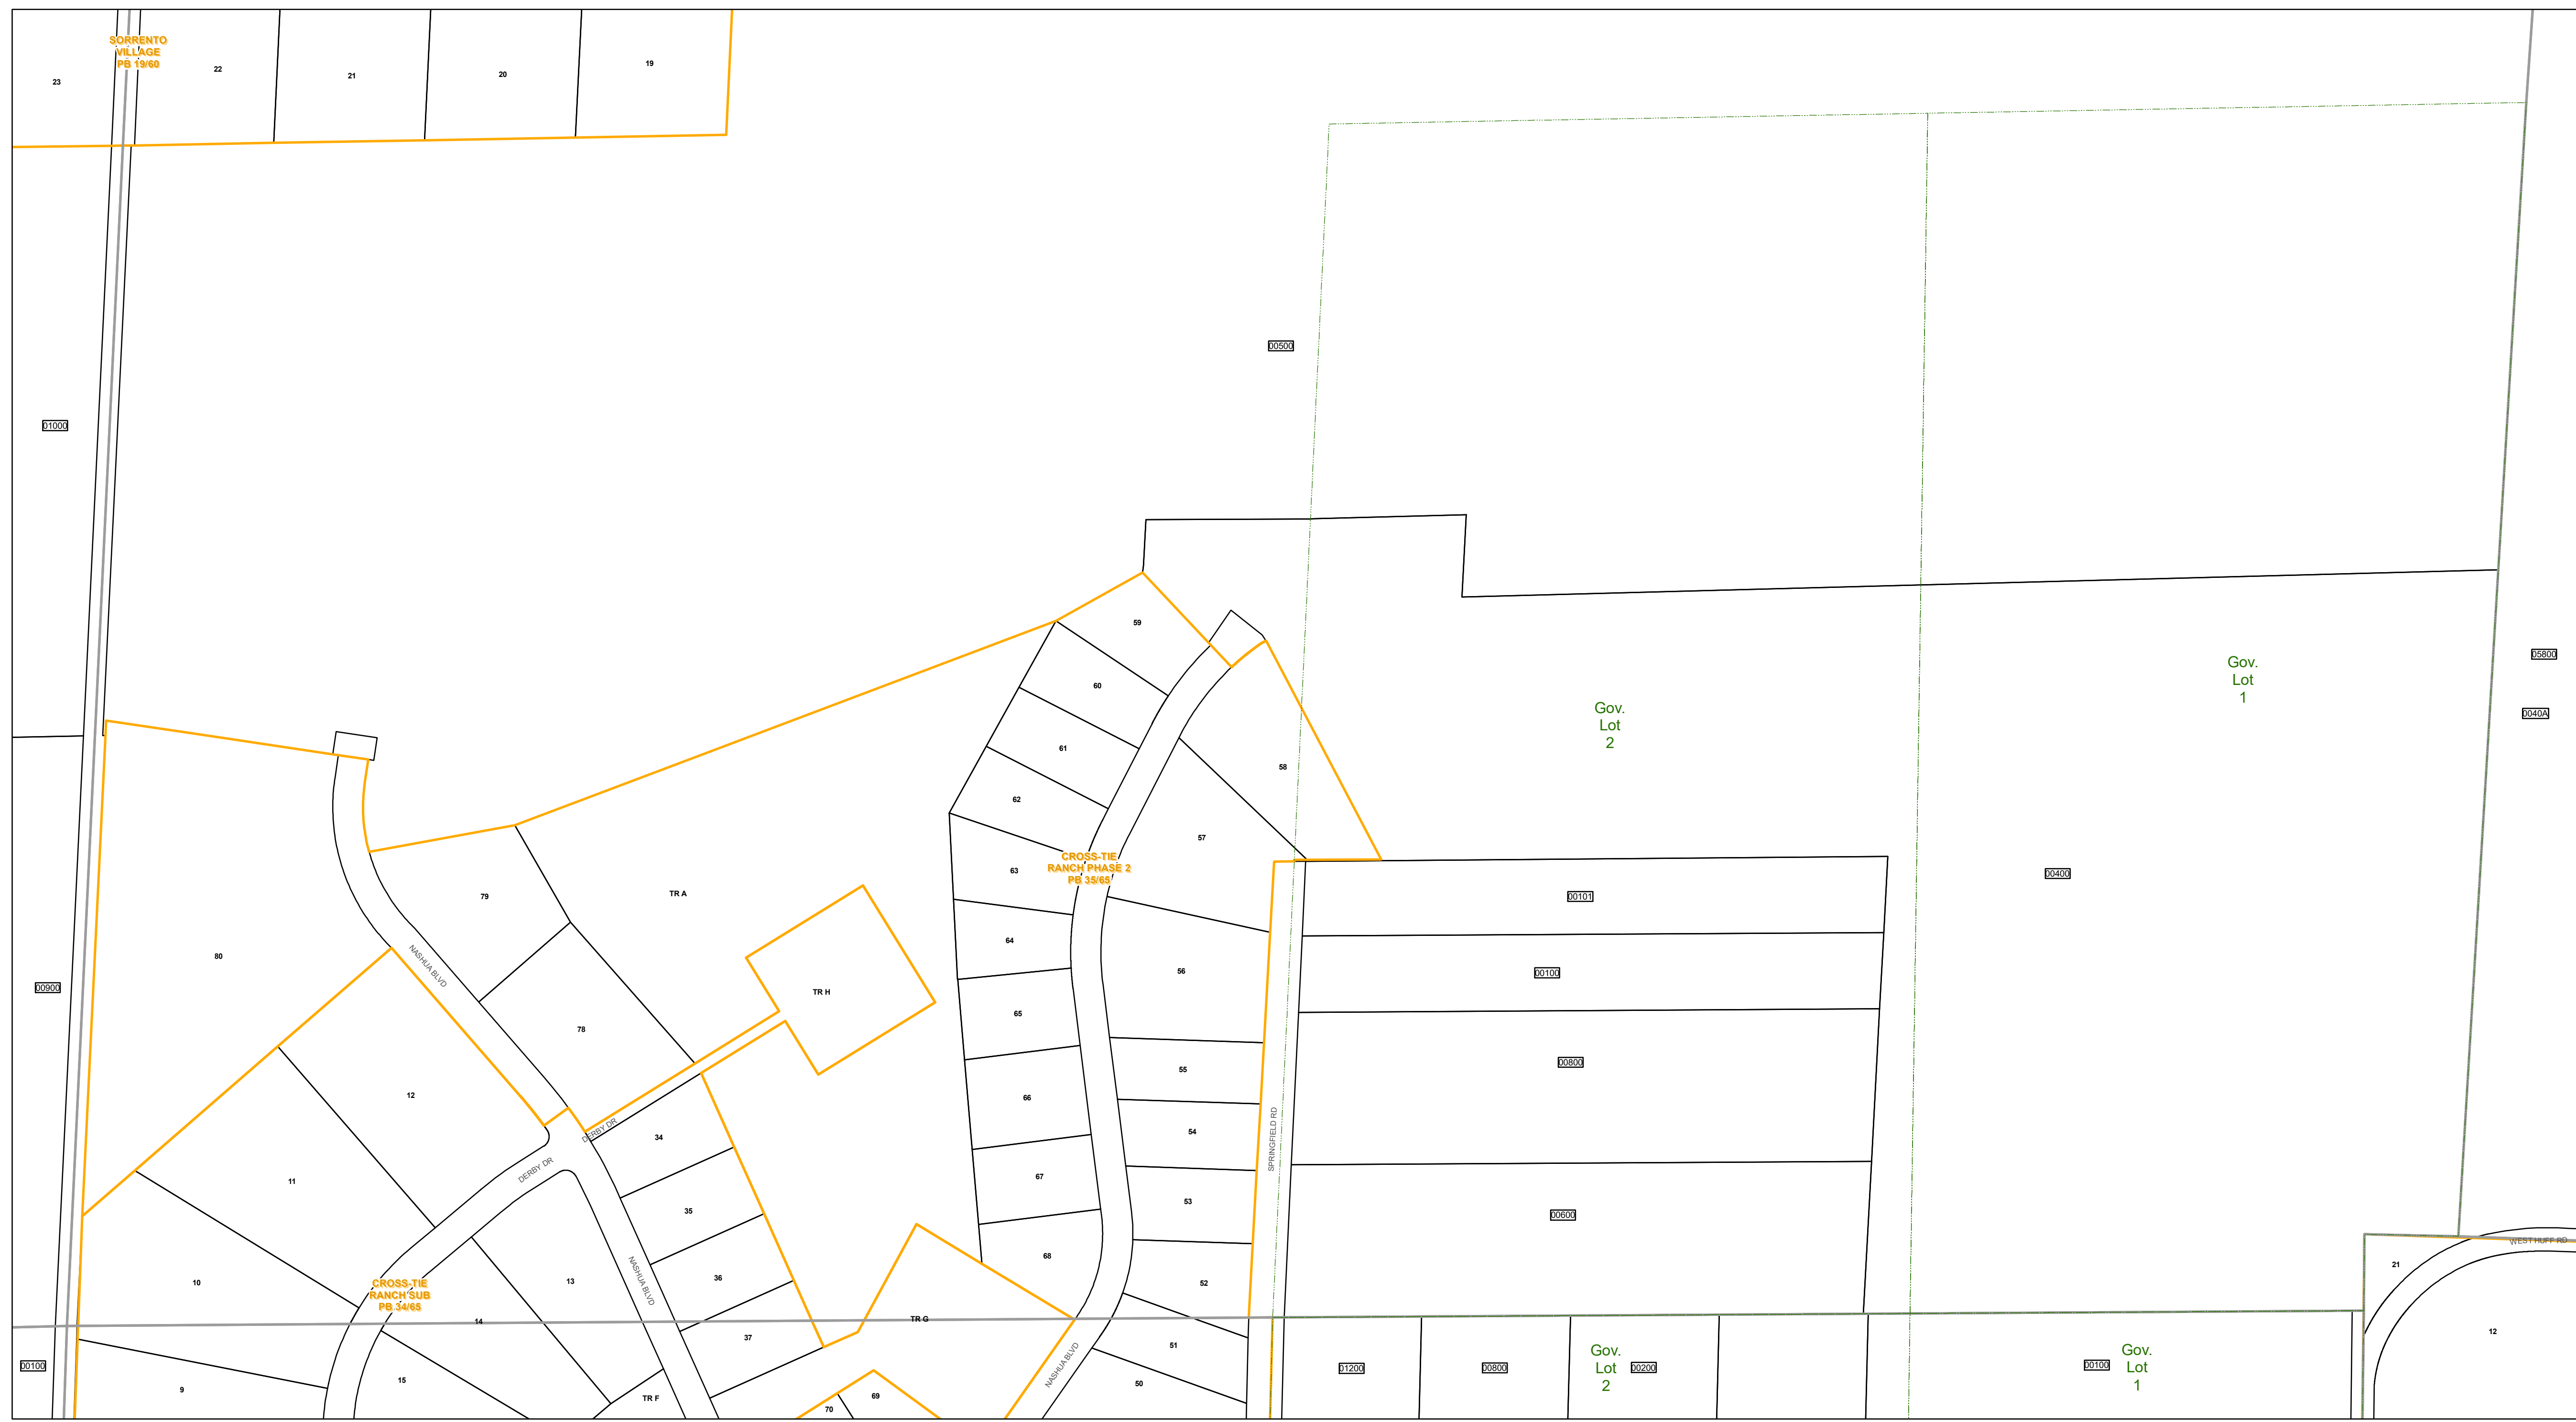 SORRENTO
VILLAGE
PB 19/60
23
22
21
20
19
00500
01000
59
60
61
62
58
57
Gov.
Lot
2
Gov.
Lot
1
05800
0040A
CROSS-TIE
RANCH PHASE 2
PB 35/65
63
64
65
66
67
68
56
55
54
53
52
51
50
79
TR A
80
78
TR H
NASHUA BLVD
00900
12
11
10
9
DERBY DR
DERBY DR
34
35
36
37
NASHUA BLVD
CROSS-TIE
RANCH SUB
PB 34/65
13
14
15
TR F
TR G
69
70
NASHUA BLVD
SPRINGFIELD RD
00101
00100
00800
00600
00400
00100
01200
00800
Gov.
Lot
2
00200
00100
Gov.
Lot
1
21
WEST HUFF RD
12